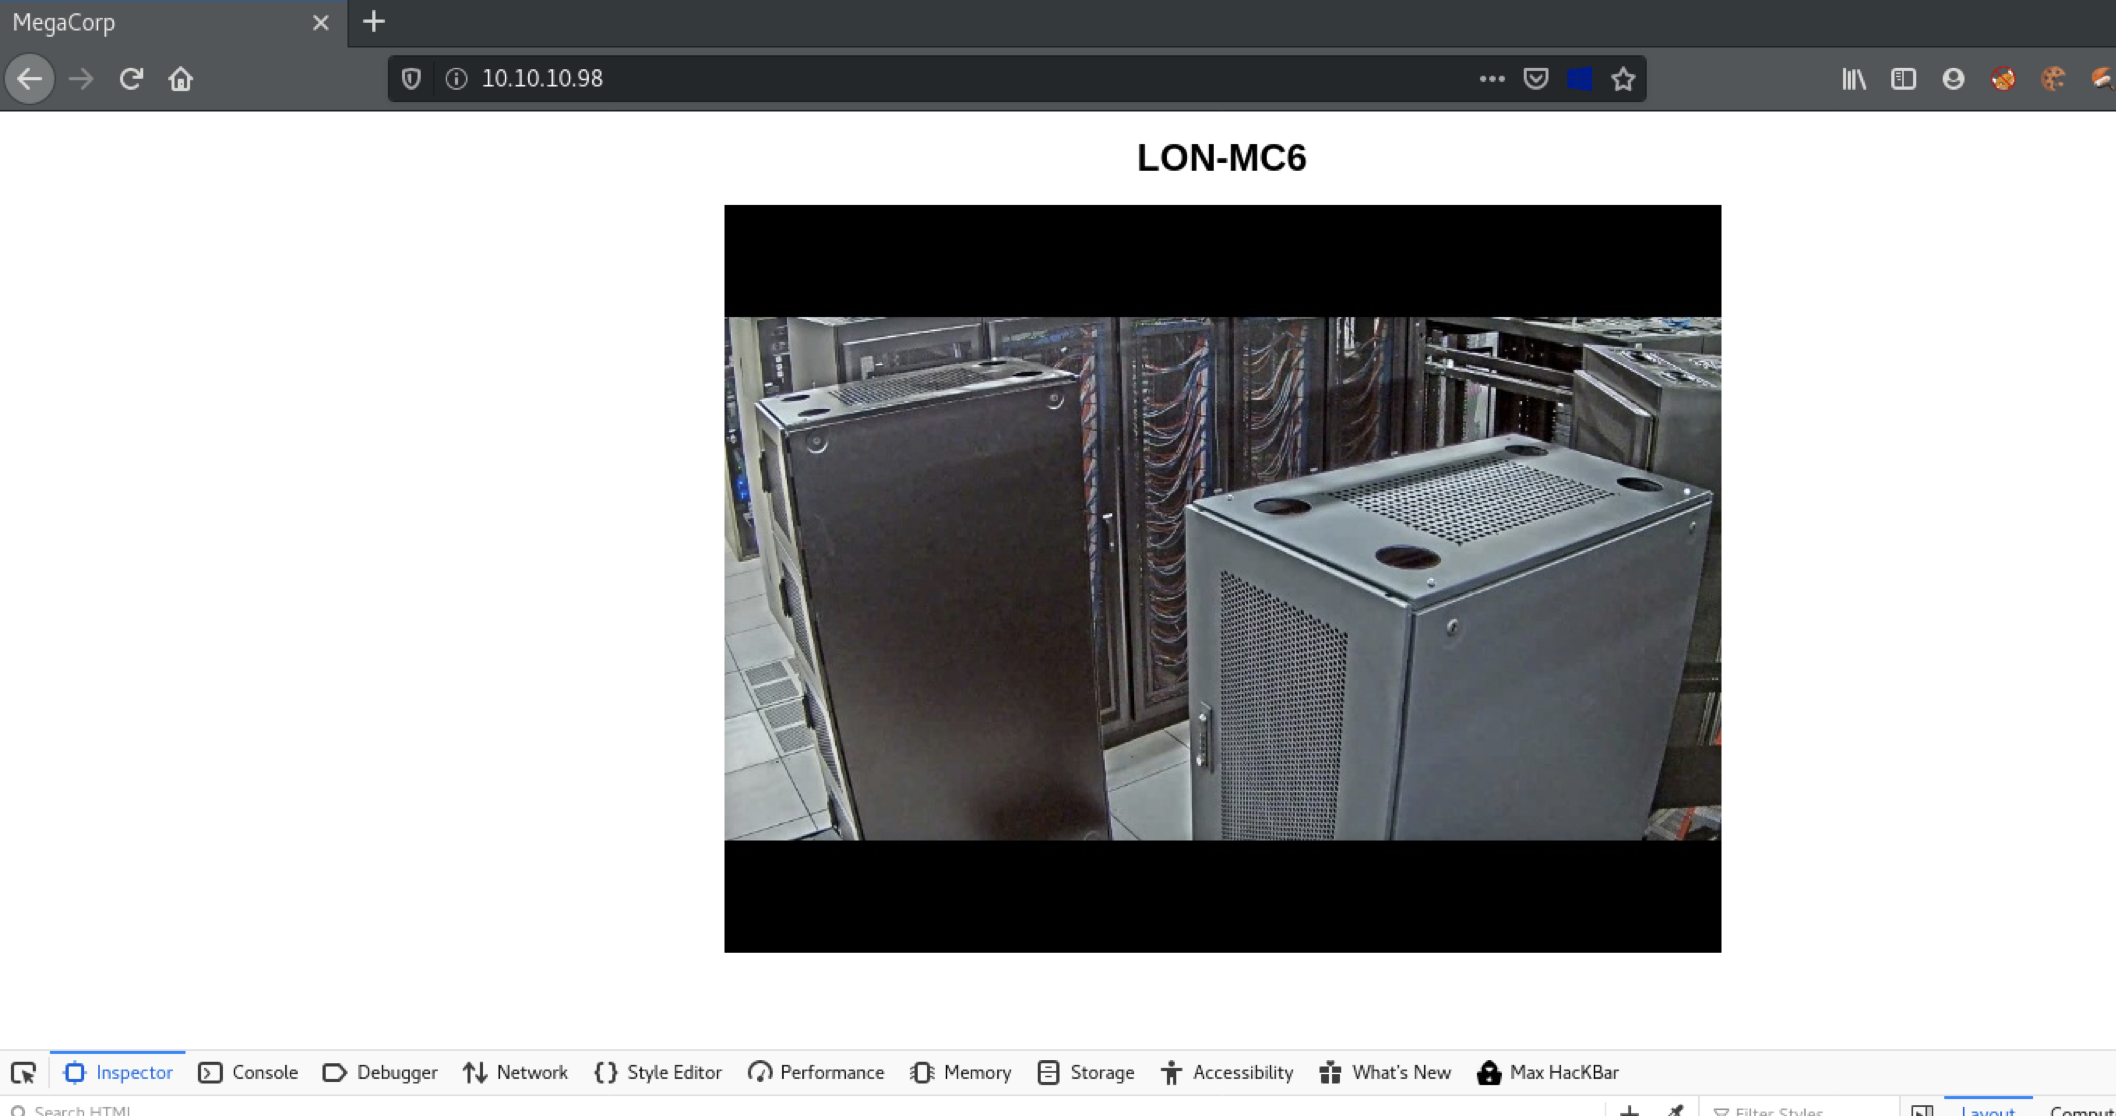 MegaCorp
10.10.10.98
LON-MC6
Inspector Console Debugger Network Style Editor Performance Memory Storage Accessibility What's New Max HacKBar
Search HTML Filter Styles Layout Comput